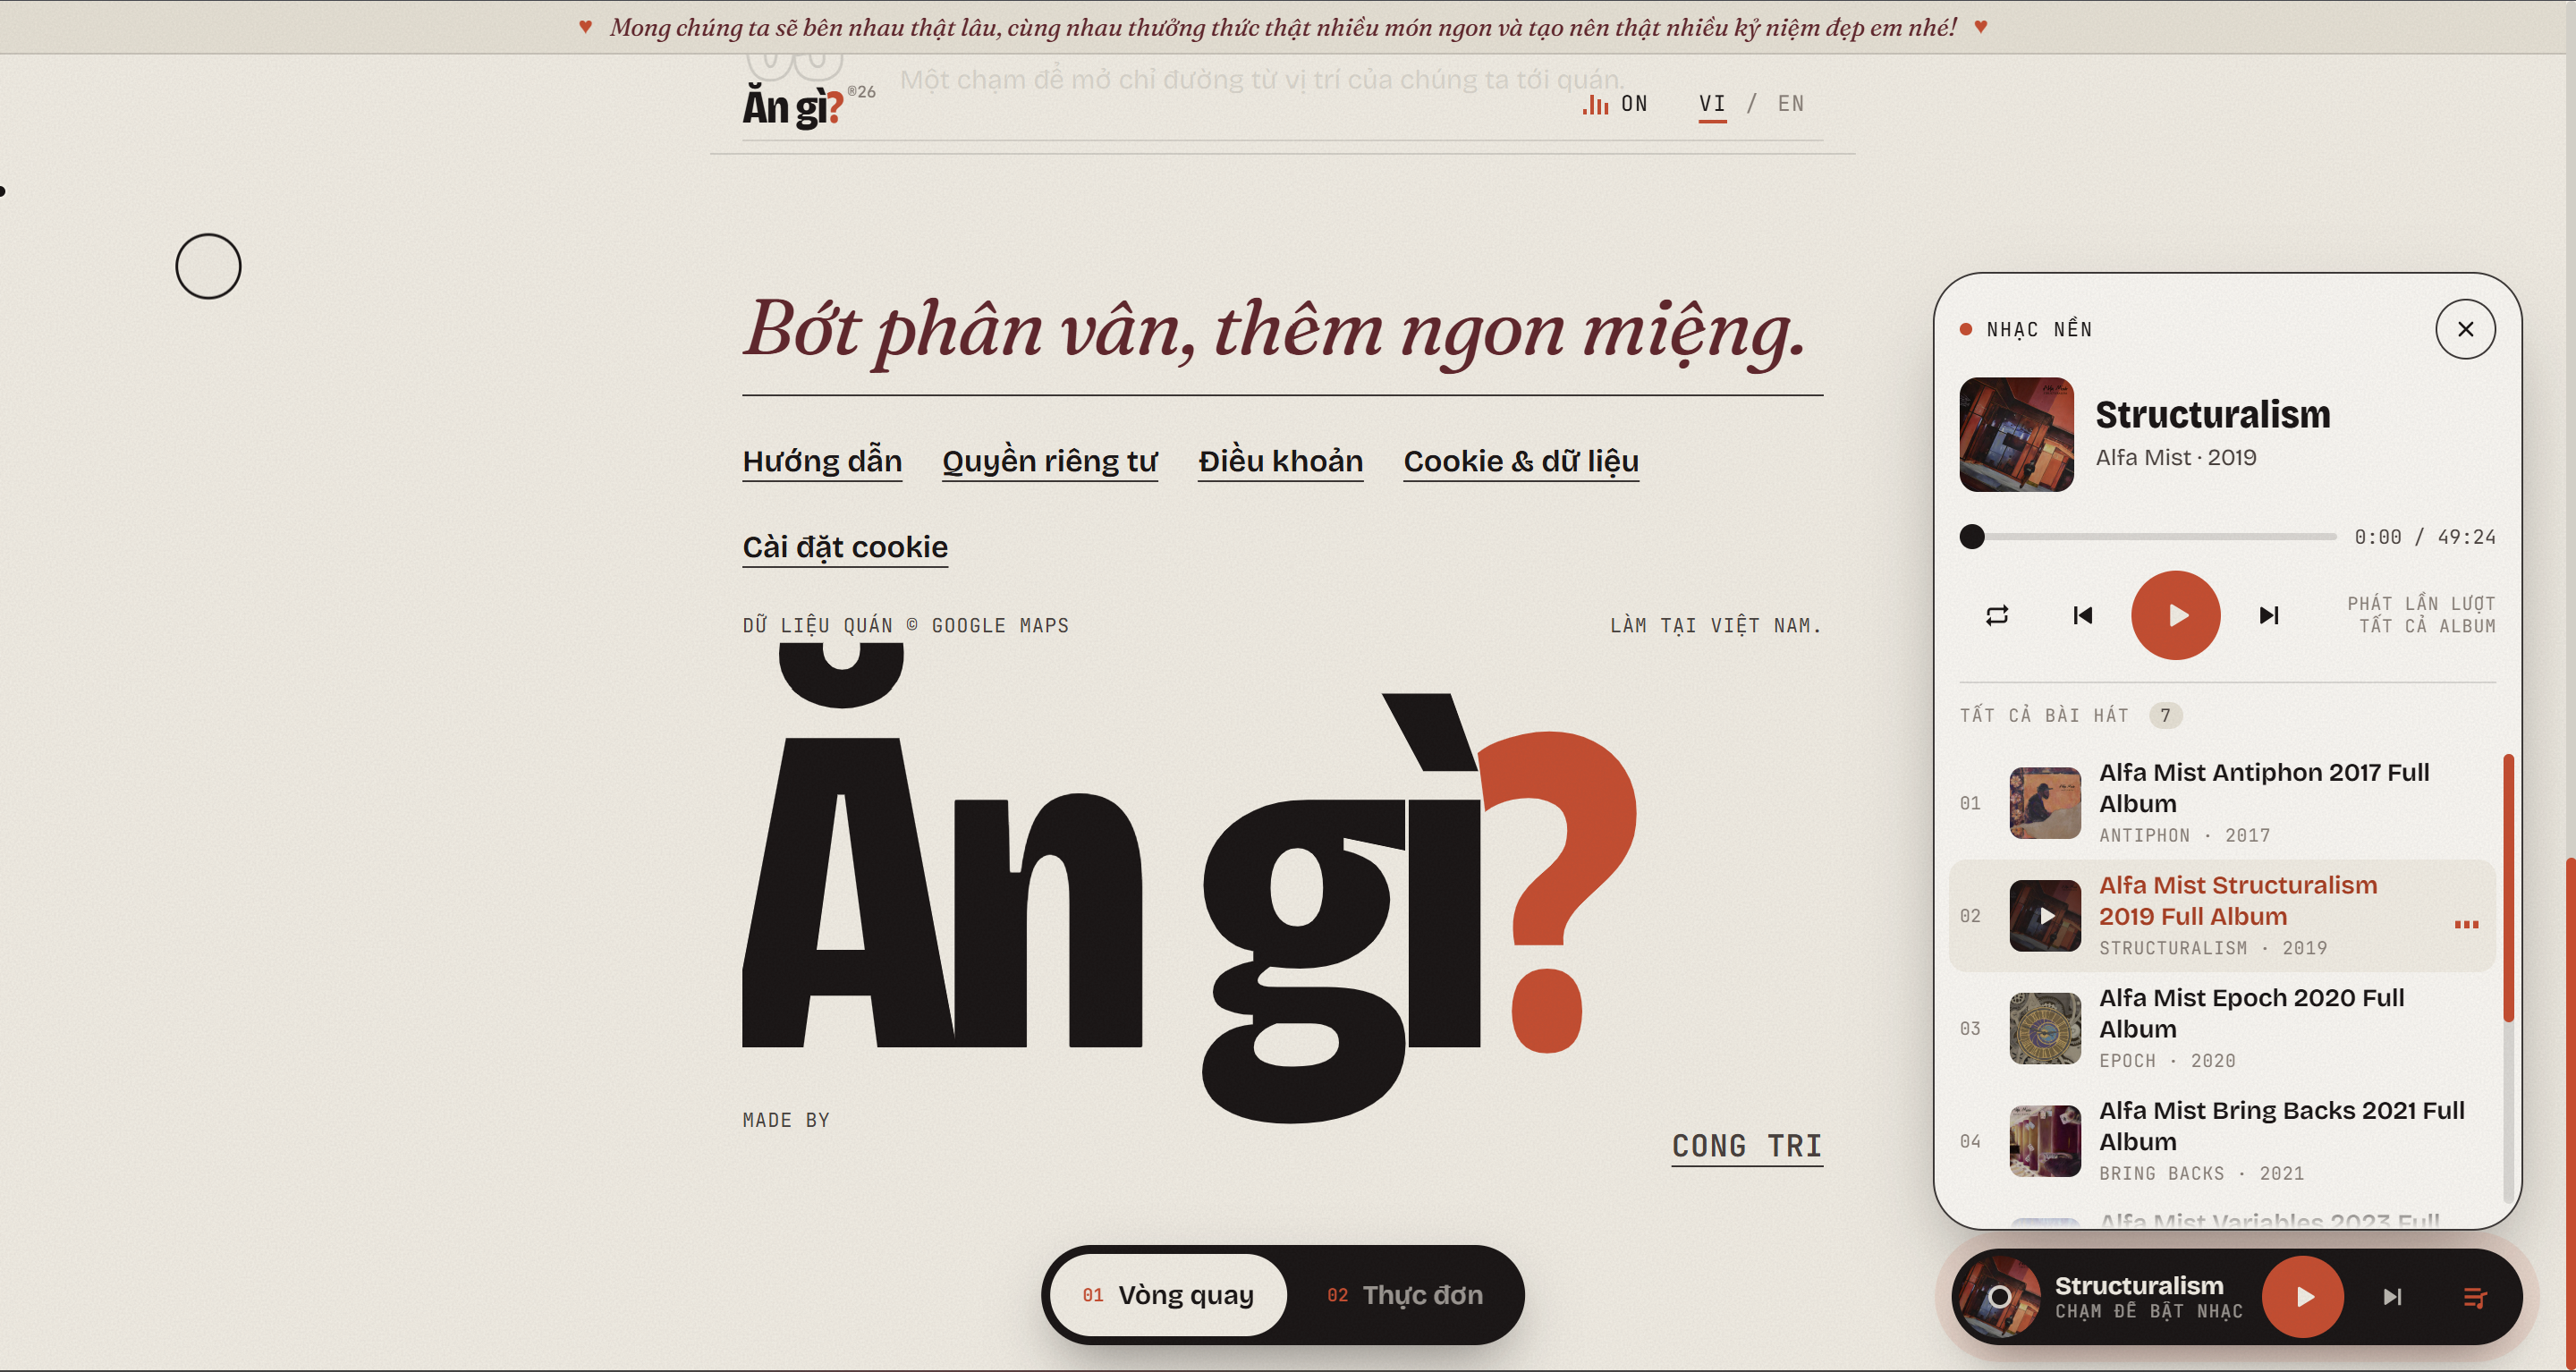 ♥ Mong chúng ta sẽ bên nhau thật lâu, cùng nhau thưởng thức thật nhiều món ngon và tạo nên thật nhiều kỷ niệm đẹp em nhé! ♥
Một chạm để mở chỉ đường từ vị trí của chúng ta tới quán.
Ăn gì?®26
ON
VI / EN
Bớt phân vân, thêm ngon miệng.
Hướng dẫn
Quyền riêng tư
Điều khoản
Cookie & dữ liệu
Cài đặt cookie
DỮ LIỆU QUÁN © GOOGLE MAPS
LÀM TẠI VIỆT NAM.
Ăn gì?
MADE BY
CONG TRI
01 Vòng quay
02 Thực đơn
NHẠC NỀN
Structuralism
Alfa Mist · 2019
0:00 / 49:24
PHÁT LẦN LƯỢT
TẤT CẢ ALBUM
TẤT CẢ BÀI HÁT 7
01
Alfa Mist Antiphon 2017 Full
Album
ANTIPHON · 2017
02
Alfa Mist Structuralism
2019 Full Album
STRUCTURALISM · 2019
03
Alfa Mist Epoch 2020 Full
Album
EPOCH · 2020
04
Alfa Mist Bring Backs 2021 Full
Album
BRING BACKS · 2021
Alfa Mist Variables 2023 Full
Structuralism
CHẠM ĐỂ BẬT NHẠC